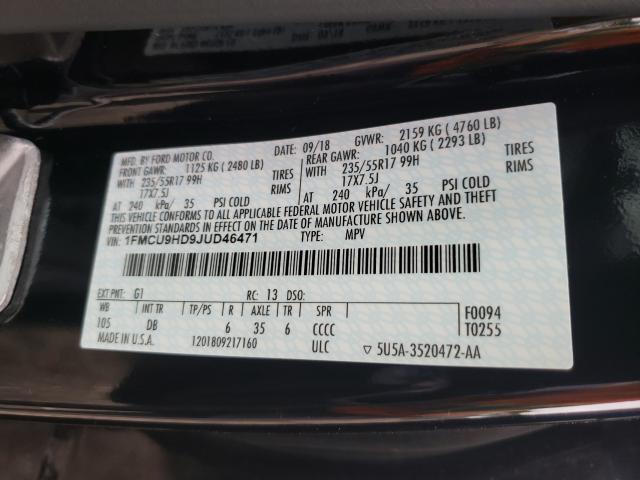 MFD. BY FORD MOTOR CO.
DATE: 09/18 GVWR: 2159 KG ( 4760 LB)
FRONT GAWR: 1125 KG ( 2480 LB) REAR GAWR: 1040 KG ( 2293 LB)
WITH 235/55R17 99H TIRES WITH 235/55R17 99H TIRES
17X7.5J RIMS 17X7.5J RIMS
AT 240 kPa/ 35 PSI COLD AT 240 kPa/ 35 PSI COLD
THIS VEHICLE CONFORMS TO ALL APPLICABLE FEDERAL MOTOR VEHICLE SAFETY AND THEFT
PREVENTION STANDARDS IN EFFECT ON THE DATE OF MANUFACTURE SHOWN ABOVE.
VIN: 1FMCU9HD9JUD46471 TYPE: MPV
EXT PNT: G1 RC: 13 DSO:
WB INT TR TP/PS R AXLE TR SPR F0094
105 DB 6 35 6 CCCC T0255
MADE IN U.S.A. 1201809217160 ULC ▽ 5U5A-3520472-AA